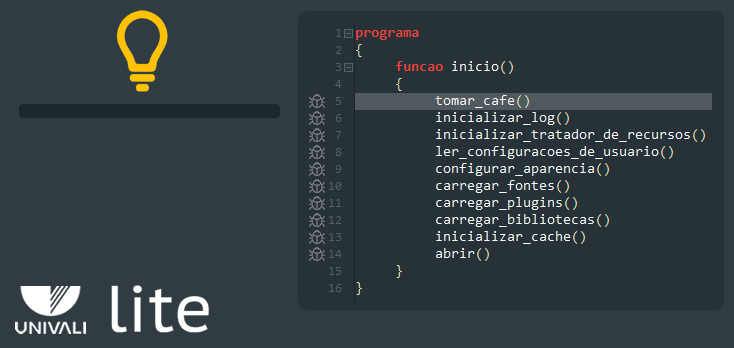 1 programa
2 {
3 funcao inicio()
4 {
5 tomar_cafe()
6 inicializar_log()
7 inicializar_tratador_de_recursos()
8 ler_configuracoes_de_usuario()
9 configurar_aparencia()
10 carregar_fontes()
11 carregar_plugins()
12 carregar_bibliotecas()
13 inicializar_cache()
14 abrir()
15 }
16 }
UNIVALI lite